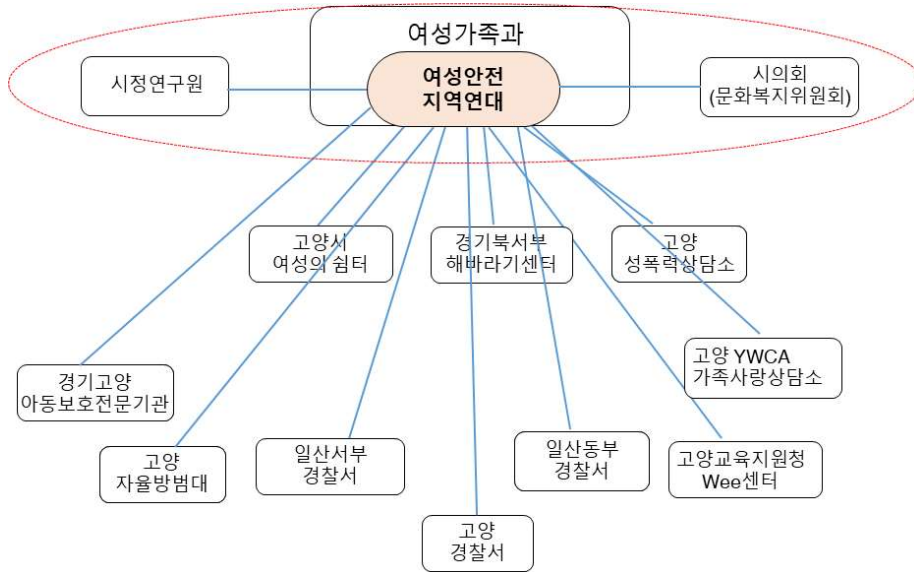 여성가족과
여성안전
지역연대
시정연구원
시의회
(문화복지위원회)
고양시
여성의 쉼터
경기북서부
해바라기센터
고양
성폭력상담소
고양 YWCA
가족사랑상담소
경기고양
아동보호전문기관
고양
자율방범대
일산서부
경찰서
일산동부
경찰서
고양교육지원청
Wee센터
고양
경찰서